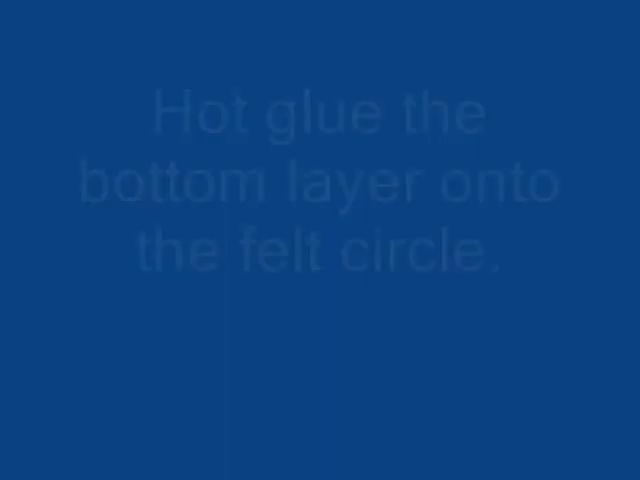 Hot glue the
bottom layer onto
the felt circle.